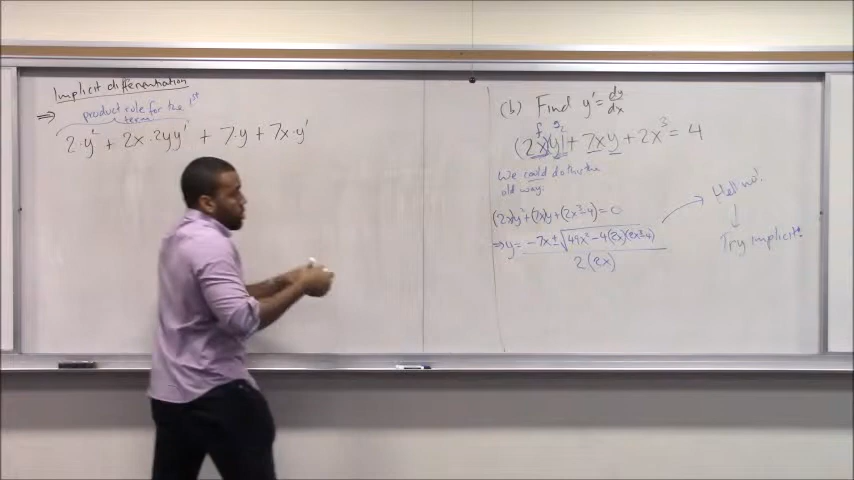 Implicit differentiation
product rule for the 1st
term
⇒ 2·y² + 2x·2yy' + 7·y + 7x·y'
(b) Find y' = dy/dx
f g
(2x)(y²) + 7xy + 2x³ = 4
We could do this the
old way:
(2x)y² + (7x)y + (2x³-4) = 0
⇒ y = -7x ± √49x² - 4(2x)(2x³-4) / 2(2x)
Hell no!
Try implicit!